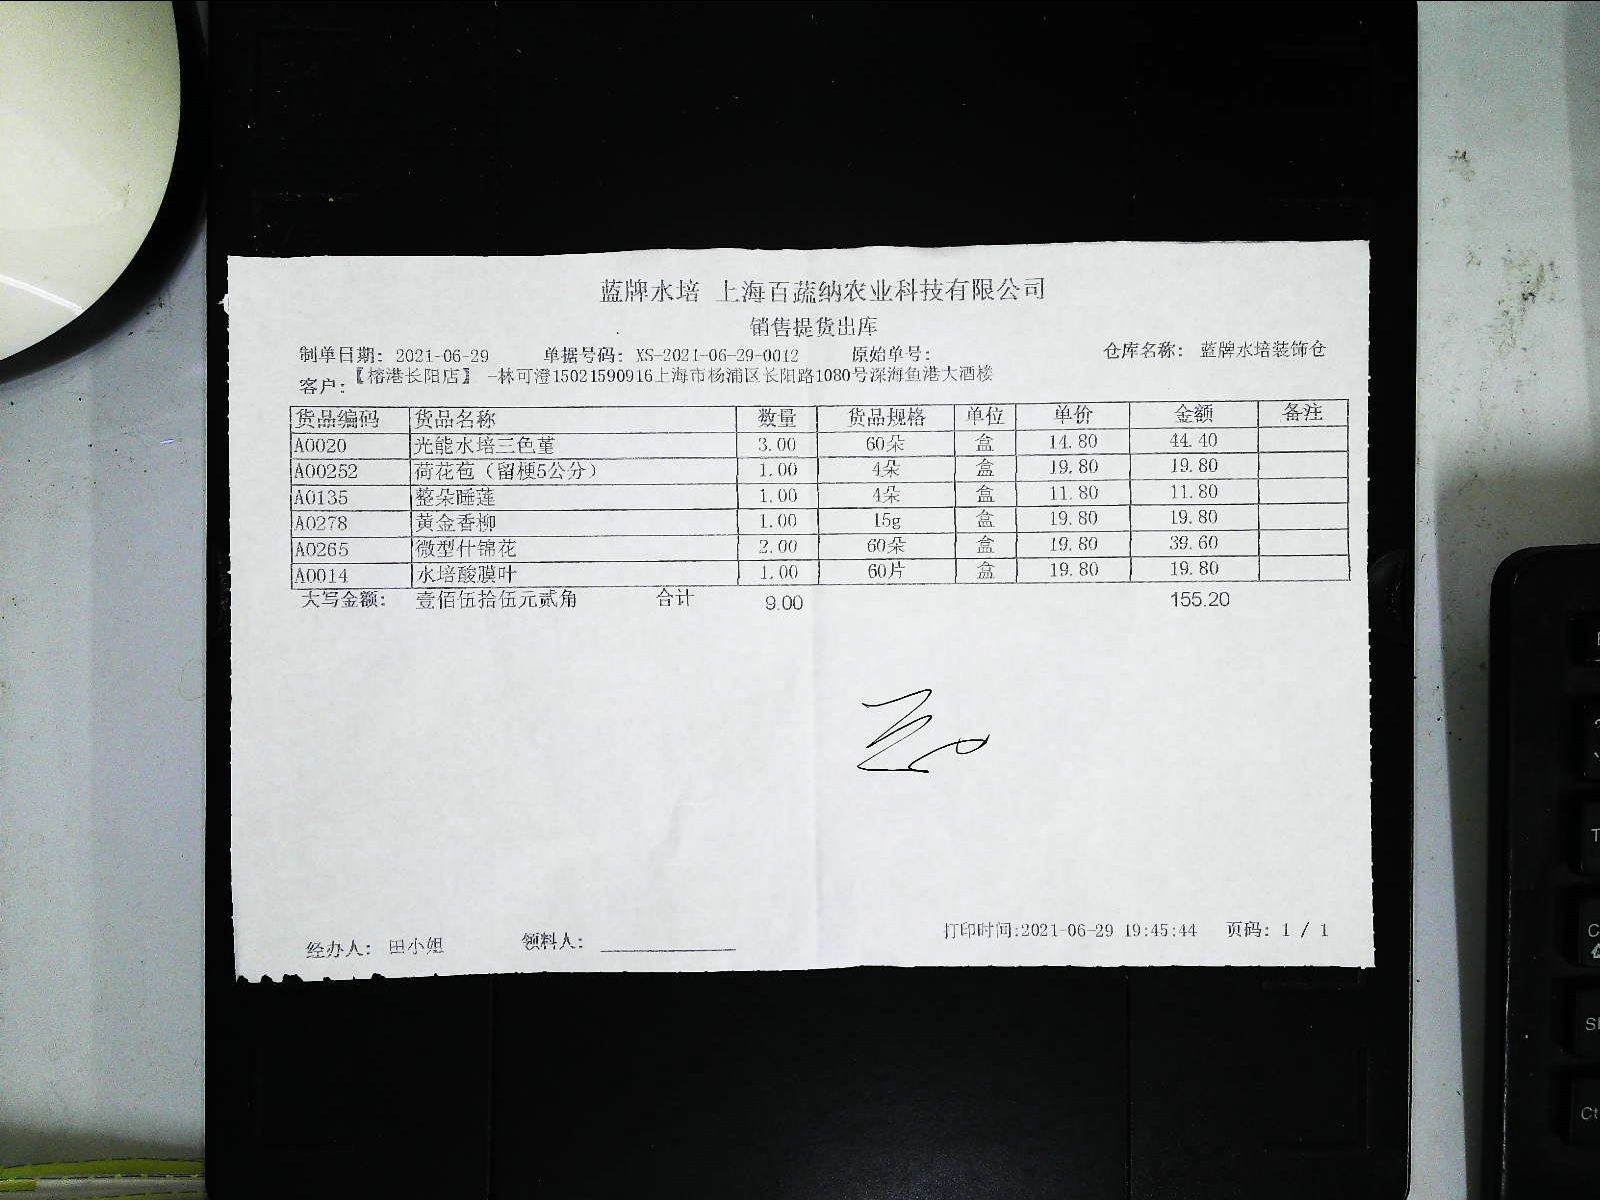 蓝牌水培 上海百蔬纳农业科技有限公司
销售提货出库
制单日期: 2021-06-29 单据号码: XS-2021-06-29-0012 原始单号: 仓库名称: 蓝牌水培装饰仓
客户: 【榕港长阳店】 -林可澄15021590916上海市杨浦区长阳路1080号深海鱼港大酒楼
货品编码 货品名称 数量 货品规格 单位 单价 金额 备注
A0020 光能水培三色堇 3.00 60朵 盒 14.80 44.40
A00252 荷花苞（留梗5公分） 1.00 4朵 盒 19.80 19.80
A0135 整朵睡莲 1.00 4朵 盒 11.80 11.80
A0278 黄金香柳 1.00 15g 盒 19.80 19.80
A0265 微型什锦花 2.00 60朵 盒 19.80 39.60
A0014 水培酸膜叶 1.00 60片 盒 19.80 19.80
大写金额: 壹佰伍拾伍元贰角 合计 9.00 155.20
打印时间:2021-06-29 19:45:44 页码: 1 / 1
经办人: 田小姐 领料人: